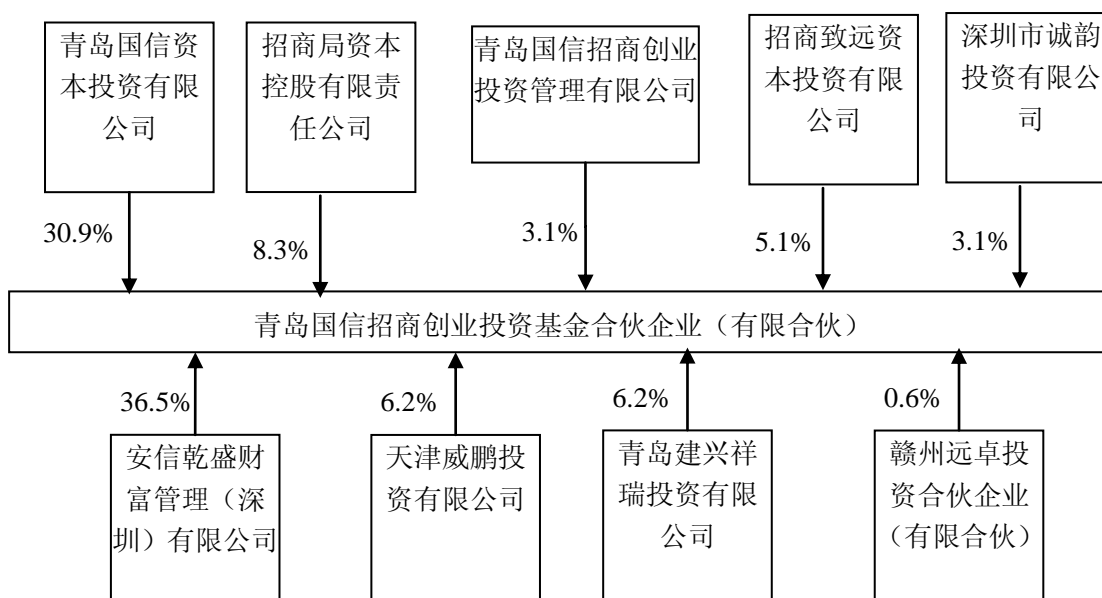 青岛国信资
本投资有限
公司
招商局资本
控股有限责
任公司
青岛国信招商创业
投资管理有限公司
招商致远资
本投资有限
公司
深圳市诚韵
投资有限公
司
30.9%
8.3%
3.1%
5.1%
3.1%
青岛国信招商创业投资基金合伙企业（有限合伙）
36.5%
6.2%
6.2%
0.6%
安信乾盛财
富管理（深
圳）有限公司
天津威鹏投
资有限公司
青岛建兴祥
瑞投资有限
公司
赣州远卓投
资合伙企业
（有限合伙）